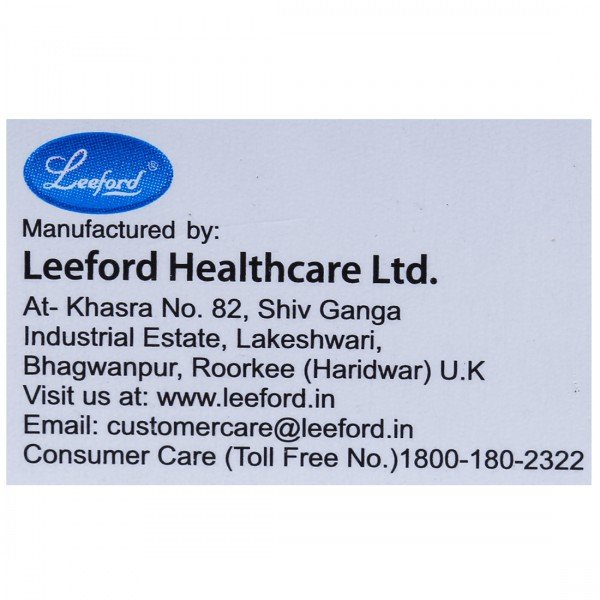 Leeford®
Manufactured by:
Leeford Healthcare Ltd.
At- Khasra No. 82, Shiv Ganga
Industrial Estate, Lakeshwari,
Bhagwanpur, Roorkee (Haridwar) U.K
Visit us at: www.leeford.in
Email: customercare@leeford.in
Consumer Care (Toll Free No.)1800-180-2322